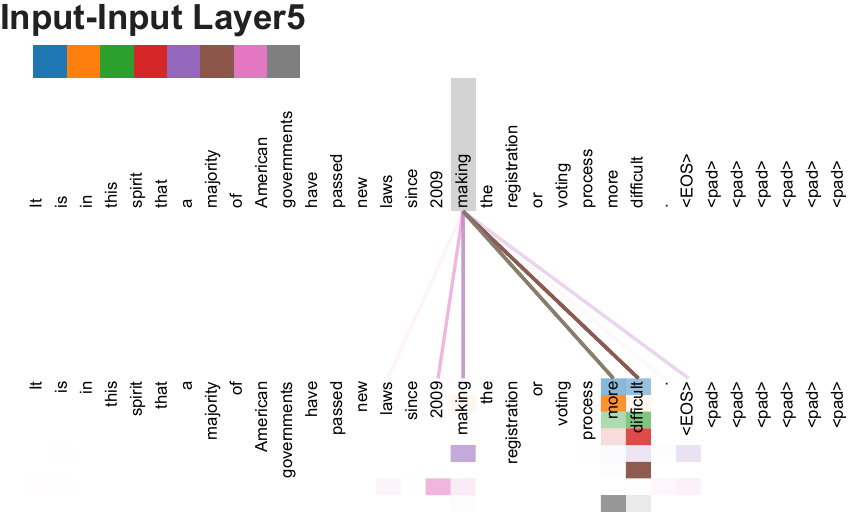 Input-Input Layer5
It is in this spirit that a majority of American governments have passed new laws since 2009 making the registration or voting process more difficult . <EOS> <pad> <pad> <pad> <pad> <pad> <pad>
It is in this spirit that a majority of American governments have passed new laws since 2009 making the registration or voting process more difficult . <EOS> <pad> <pad> <pad> <pad> <pad> <pad>